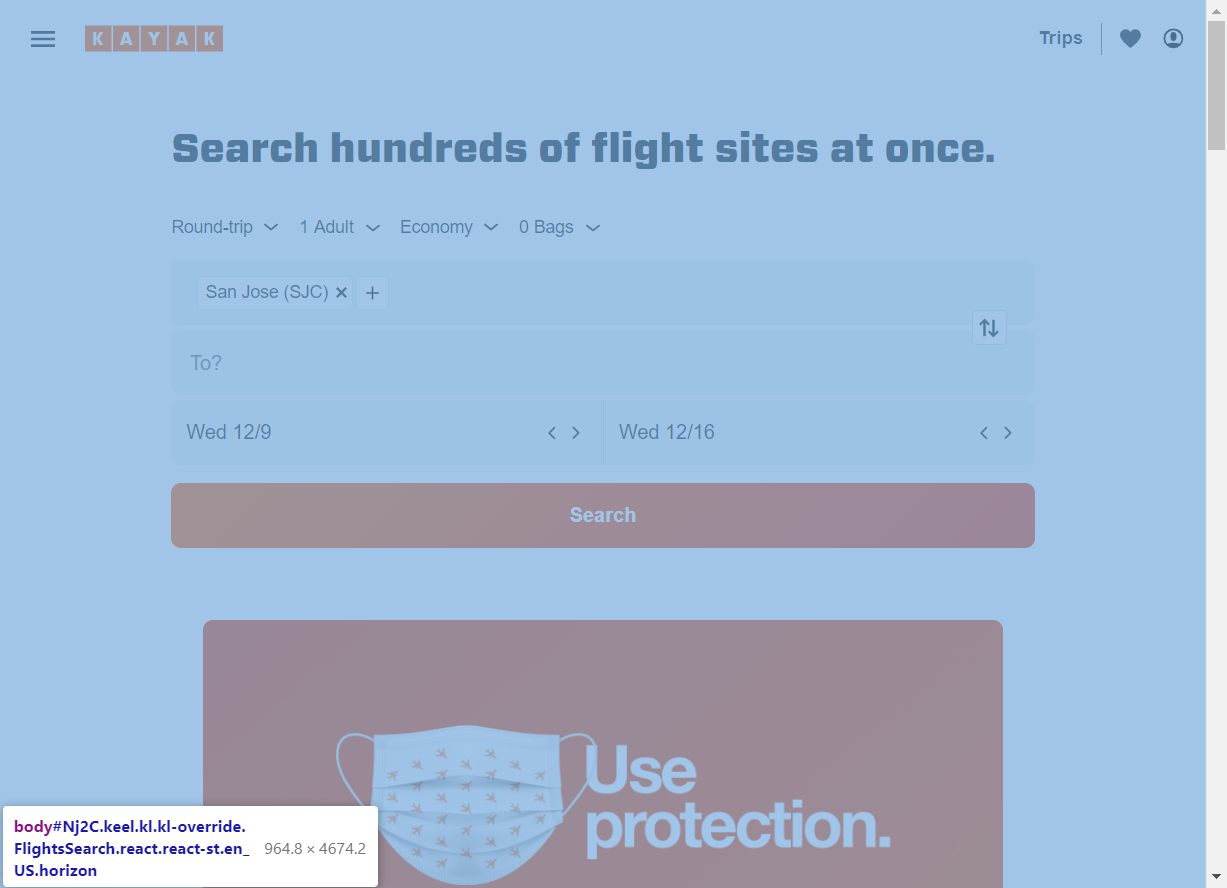 KAYAK
Trips
Search hundreds of flight sites at once.
Round-trip 1 Adult Economy 0 Bags
San Jose (SJC) × +
To?
Wed 12/9 Wed 12/16
Search
Use
protection.
body#Nj2C.keel.kl.kl-override.
FlightsSearch.react.react-st.en_
US.horizon
964.8 × 4674.2